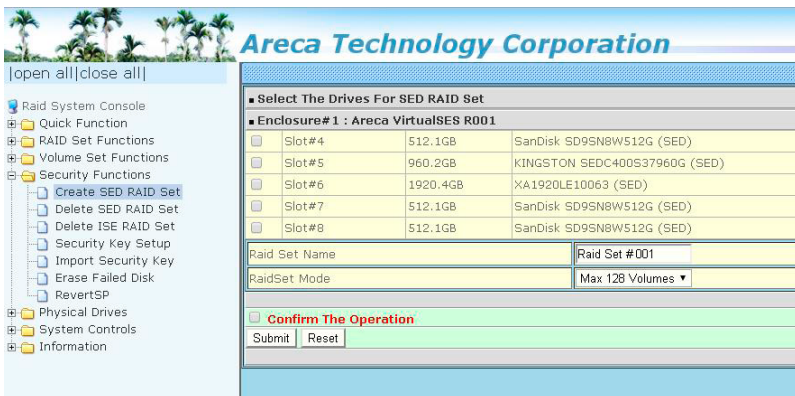 Areca Technology Corporation
|open all|close all|
Raid System Console
Quick Function
RAID Set Functions
Volume Set Functions
Security Functions
Create SED RAID Set
Delete SED RAID Set
Delete ISE RAID Set
Security Key Setup
Import Security Key
Erase Failed Disk
RevertSP
Physical Drives
System Controls
Information
Select The Drives For SED RAID Set
Enclosure#1 : Areca VirtualSES R001
Slot#4 512.1GB SanDisk SD9SN8W512G (SED)
Slot#5 960.2GB KINGSTON SEDC400S37960G (SED)
Slot#6 1920.4GB XA1920LE10063 (SED)
Slot#7 512.1GB SanDisk SD9SN8W512G (SED)
Slot#8 512.1GB SanDisk SD9SN8W512G (SED)
Raid Set Name Raid Set #001
RaidSet Mode Max 128 Volumes
Confirm The Operation
Submit Reset